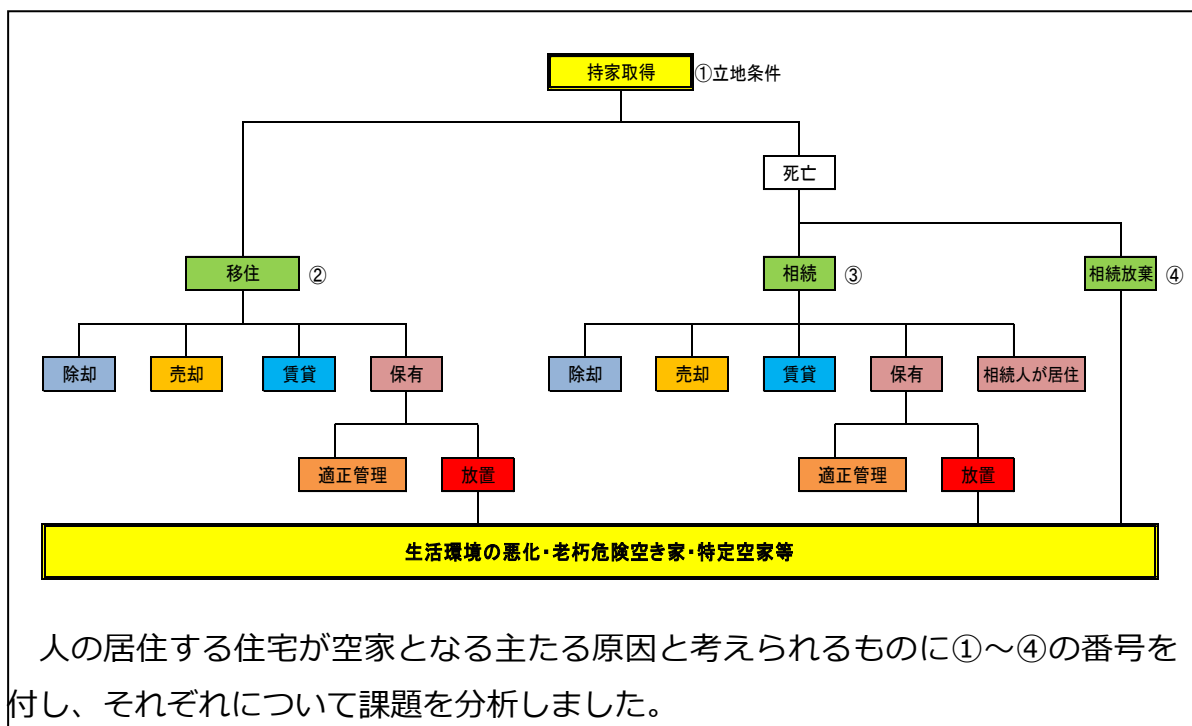 持家取得 ①立地条件
死亡
移住 ② 相続 ③ 相続放棄 ④
除却 売却 賃貸 保有 除却 売却 賃貸 保有 相続人が居住
適正管理 放置 適正管理 放置
生活環境の悪化・老朽危険空き家・特定空家等
人の居住する住宅が空家となる主たる原因と考えられるものに①～④の番号を
付し、それぞれについて課題を分析しました。